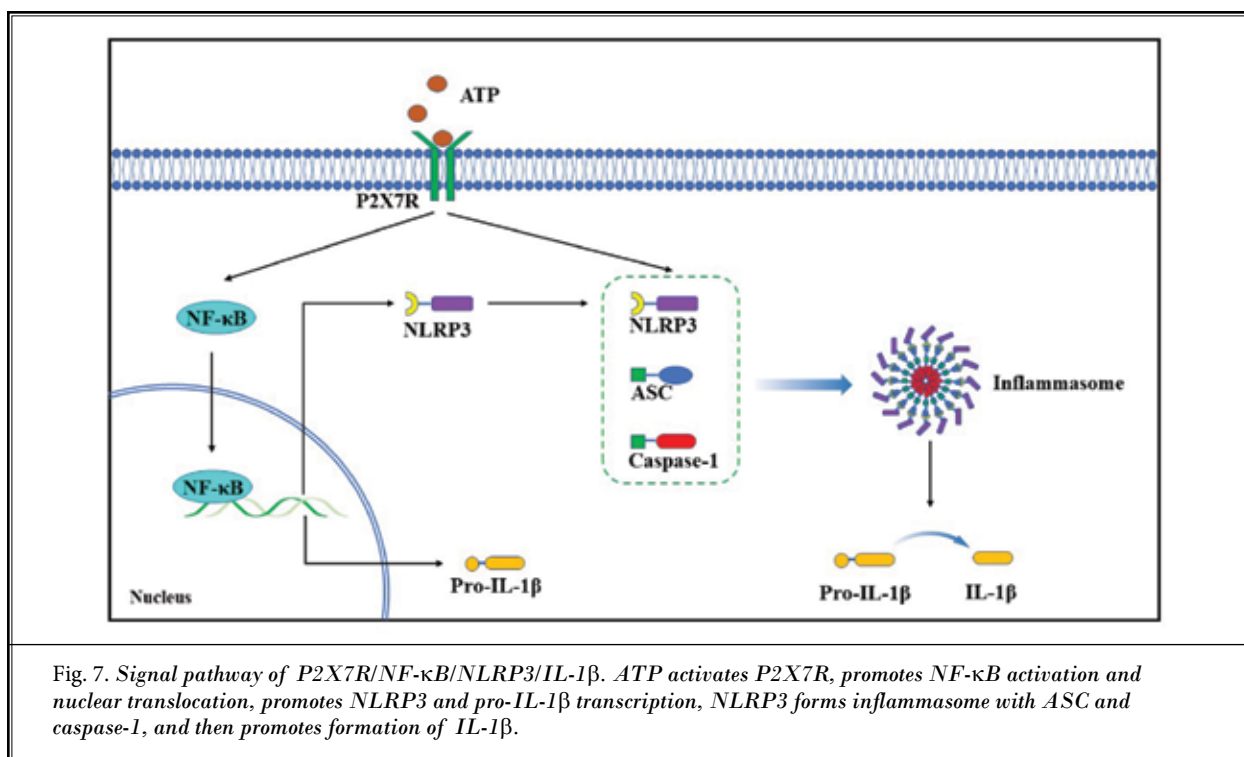 ATP
P2X7R
NF-κB
NLRP3
NLRP3
ASC
Caspase-1
Inflammasome
NF-κB
Pro-IL-1β
Pro-IL-1β
IL-1β
Nucleus
Fig. 7. Signal pathway of P2X7R/NF-κB/NLRP3/IL-1β. ATP activates P2X7R, promotes NF-κB activation and
nuclear translocation, promotes NLRP3 and pro-IL-1β transcription, NLRP3 forms inflammasome with ASC and
caspase-1, and then promotes formation of IL-1β.